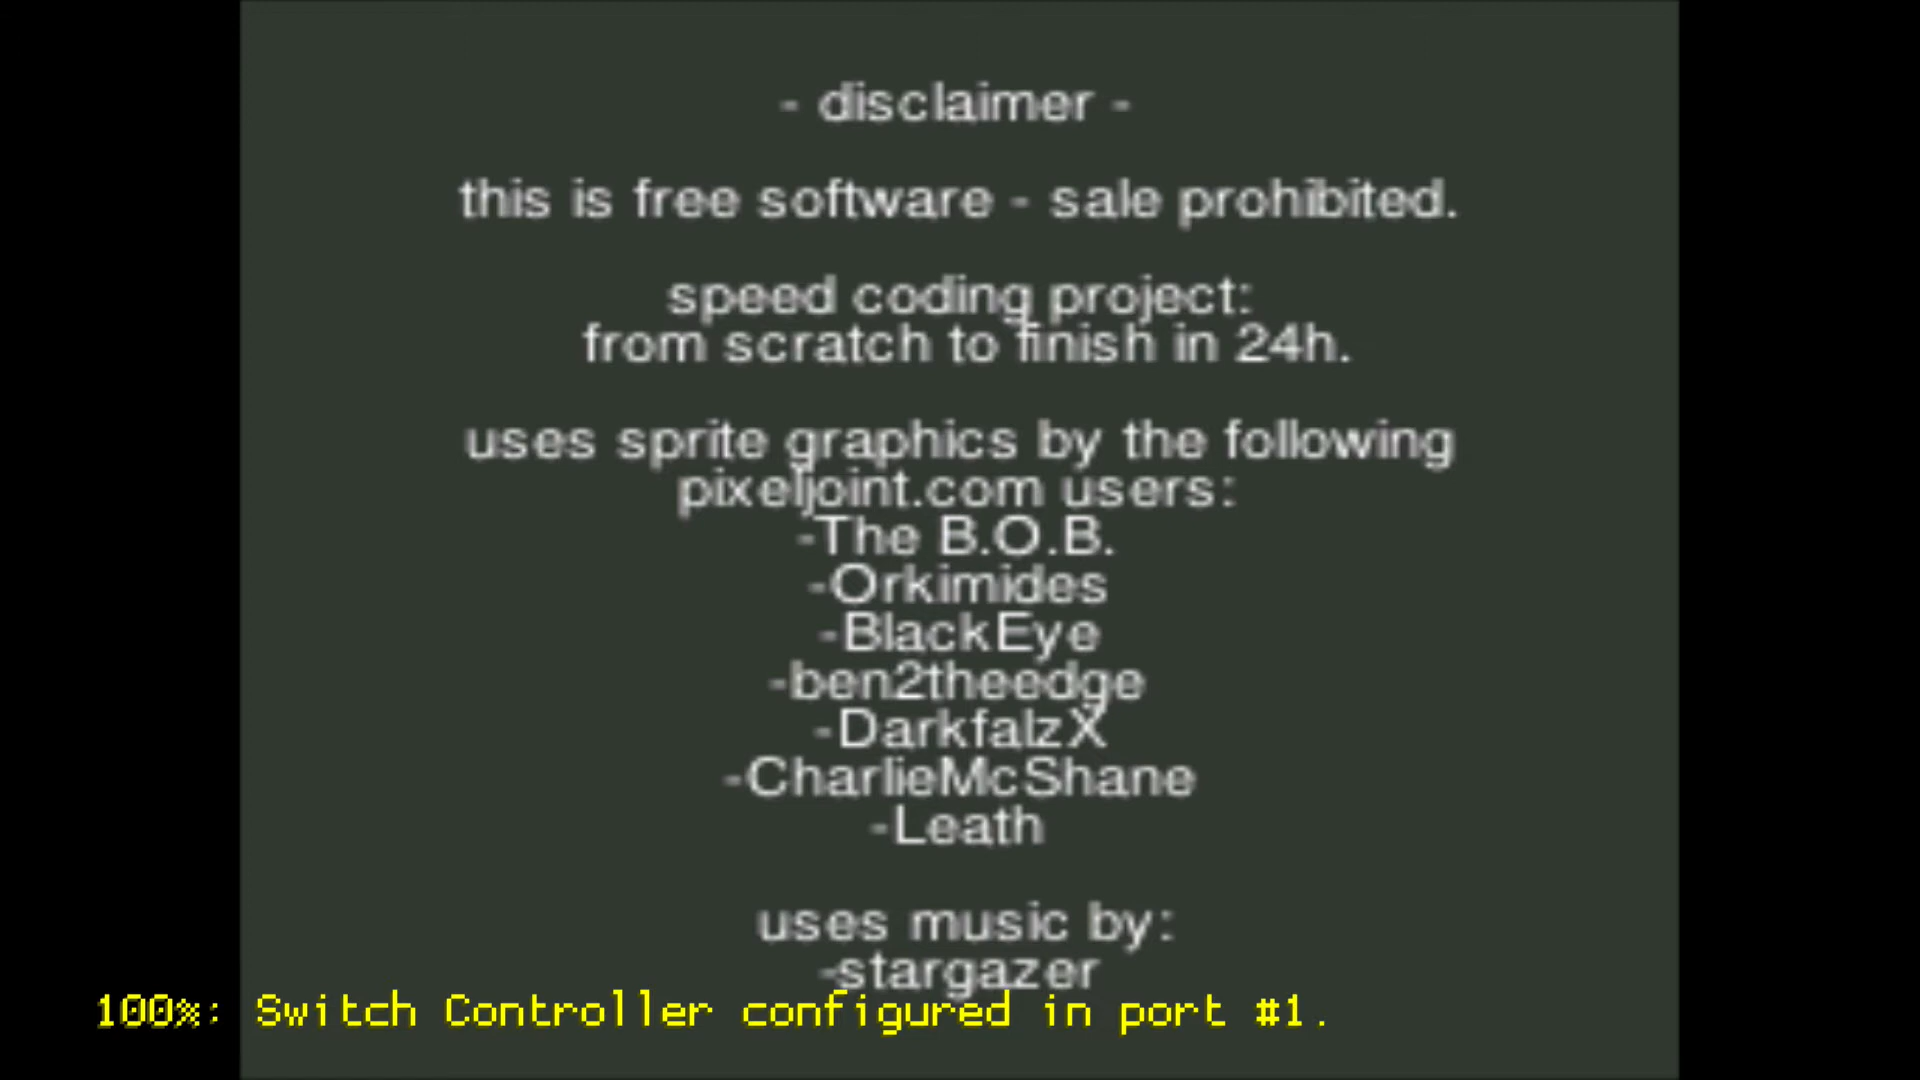 - disclaimer -
this is free software - sale prohibited.
speed coding project:
from scratch to finish in 24h.
uses sprite graphics by the following
pixeljoint.com users:
-The B.O.B.
-Orkimides
-BlackEye
-ben2theedge
-DarkfalzX
-CharlieMcShane
-Leath
uses music by:
-stargazer
100%: Switch Controller configured in port #1.